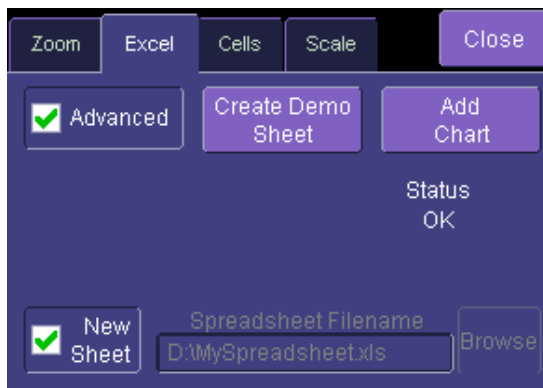 Zoom Excel Cells Scale Close
Advanced
Create Demo
Sheet
Add
Chart
Status
OK
New
Sheet
Spreadsheet Filename
D:\MySpreadsheet.xls
Browse